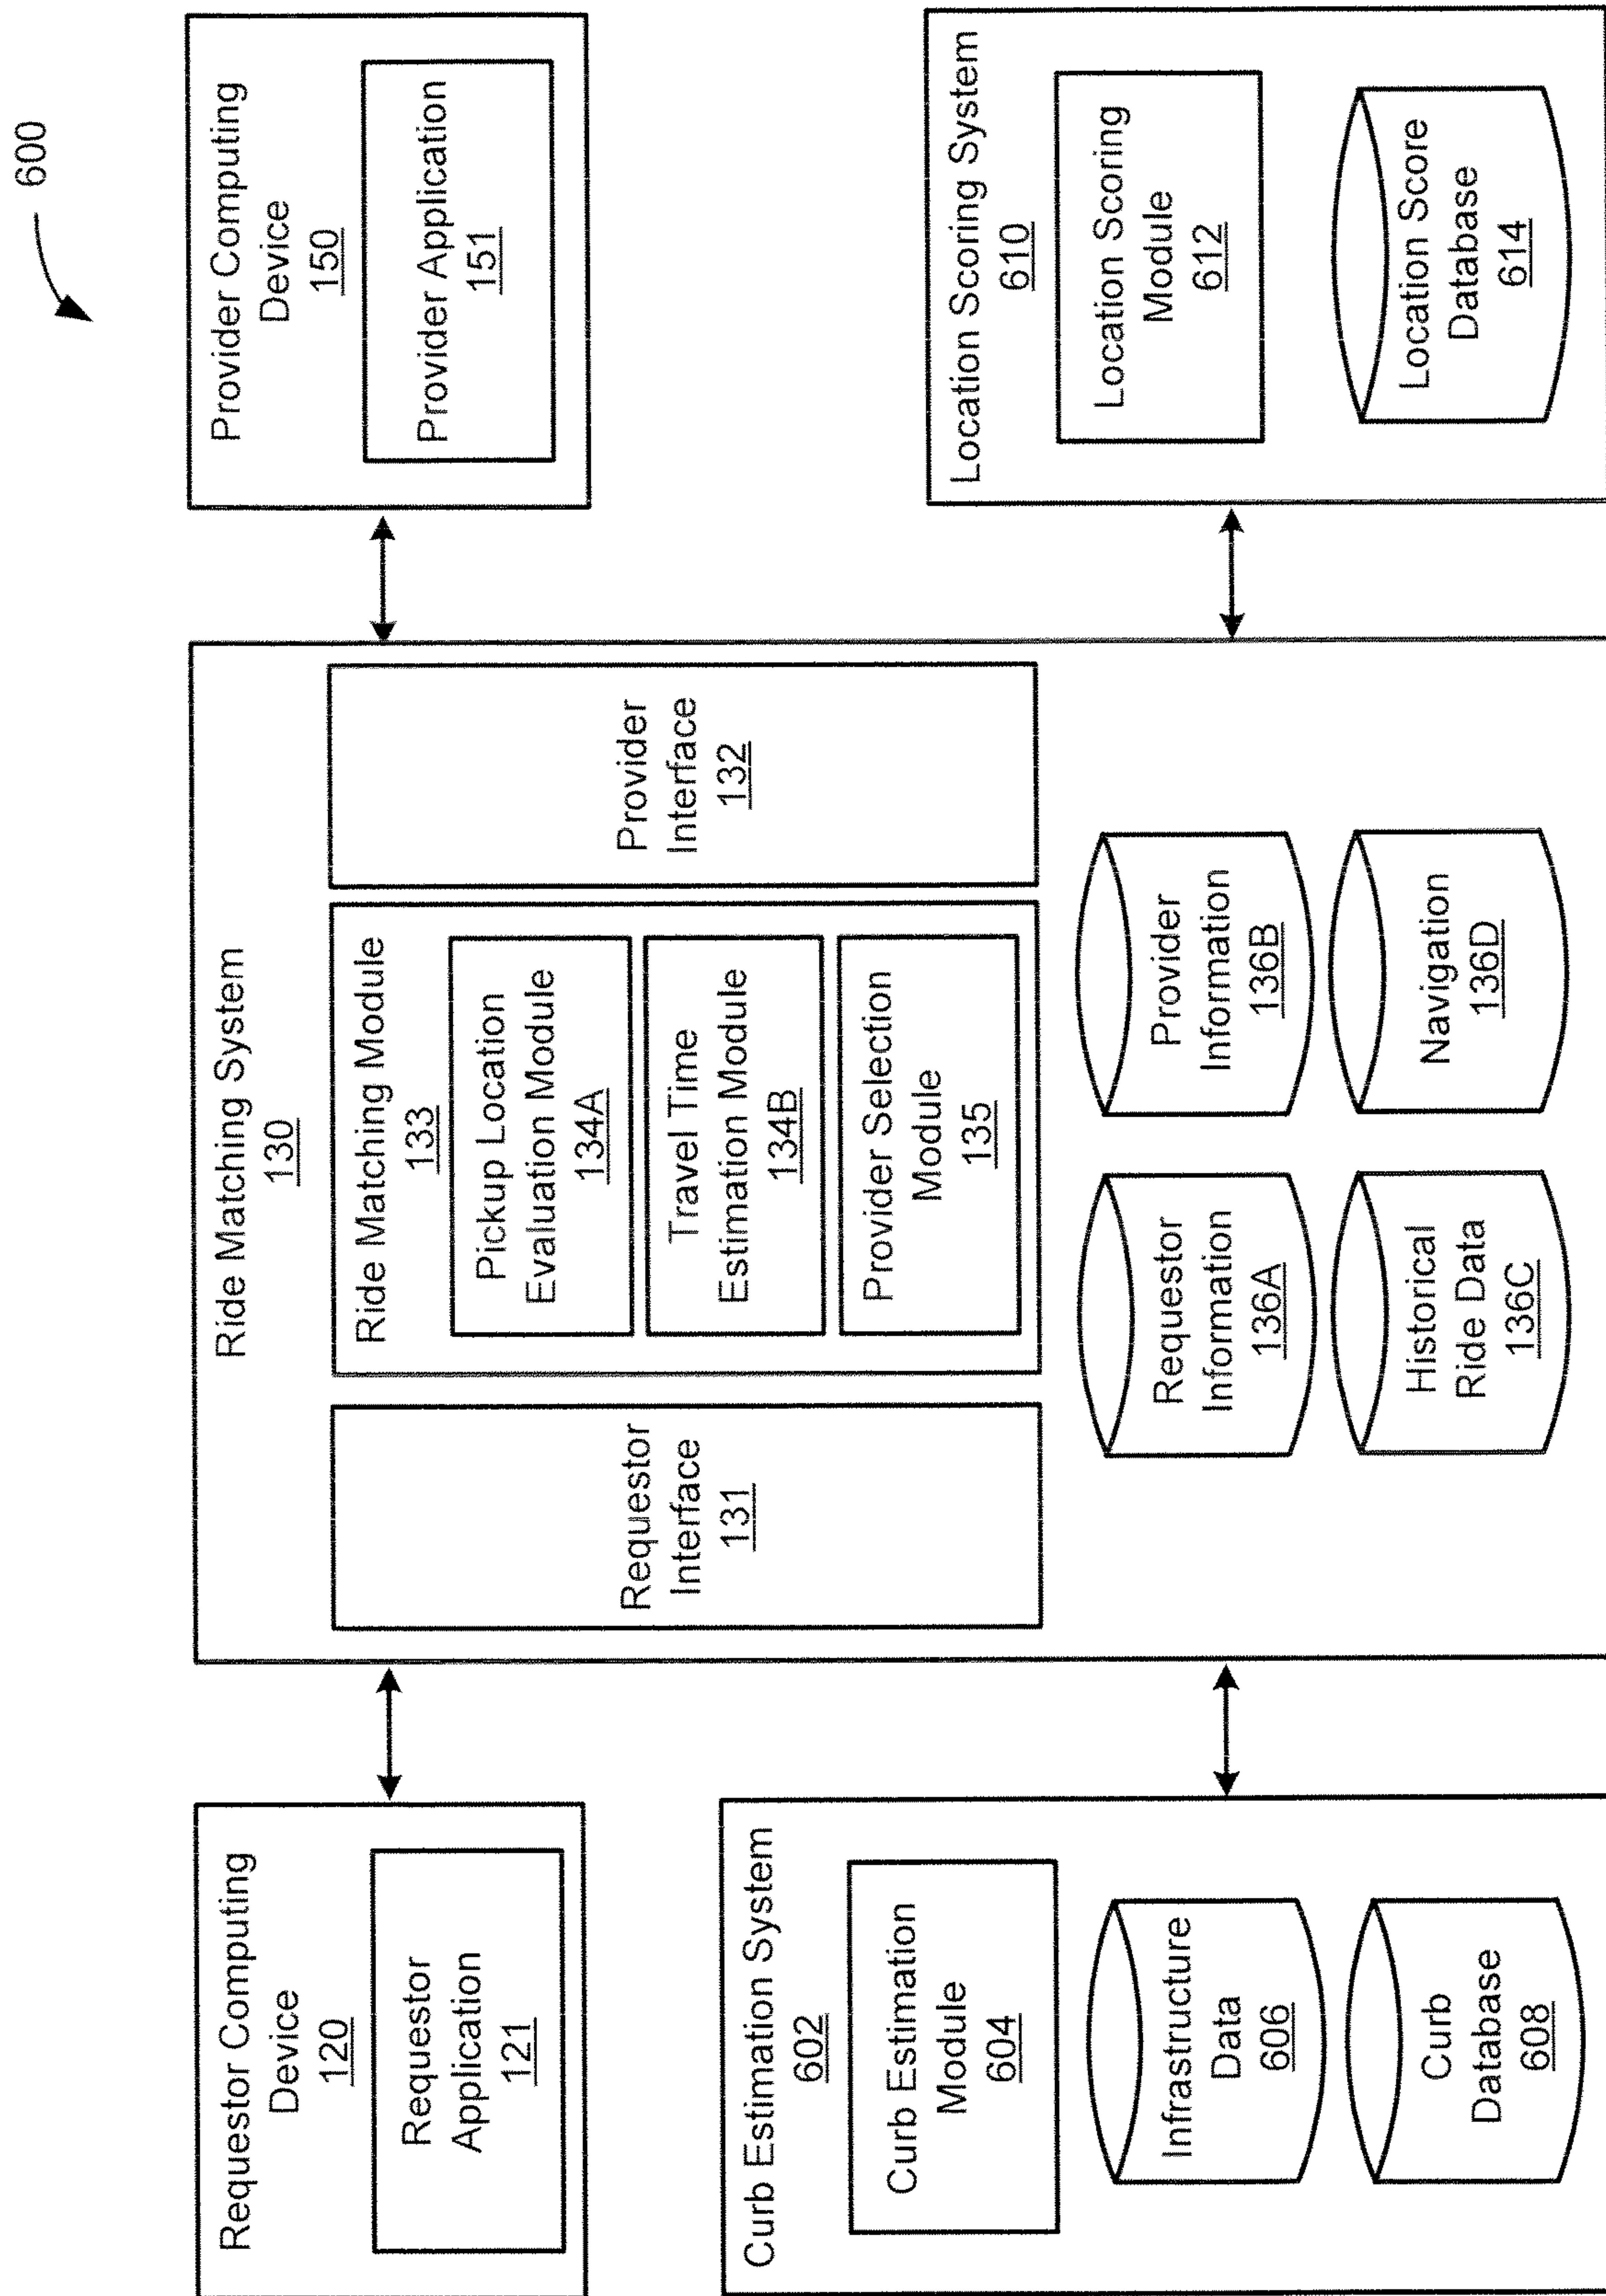 600
Requestor Computing
Device
120
Requestor
Application
121
Curb Estimation System
602
Curb Estimation
Module
604
Infrastructure
Data
606
Curb
Database
608
Ride Matching System
130
Requestor
Interface
131
Ride Matching Module
133
Pickup Location
Evaluation Module
134A
Travel Time
Estimation Module
134B
Provider Selection
Module
135
Provider
Interface
132
Requestor
Information
136A
Provider
Information
136B
Historical
Ride Data
136C
Navigation
136D
Provider Computing
Device
150
Provider Application
151
Location Scoring System
610
Location Scoring
Module
612
Location Score
Database
614